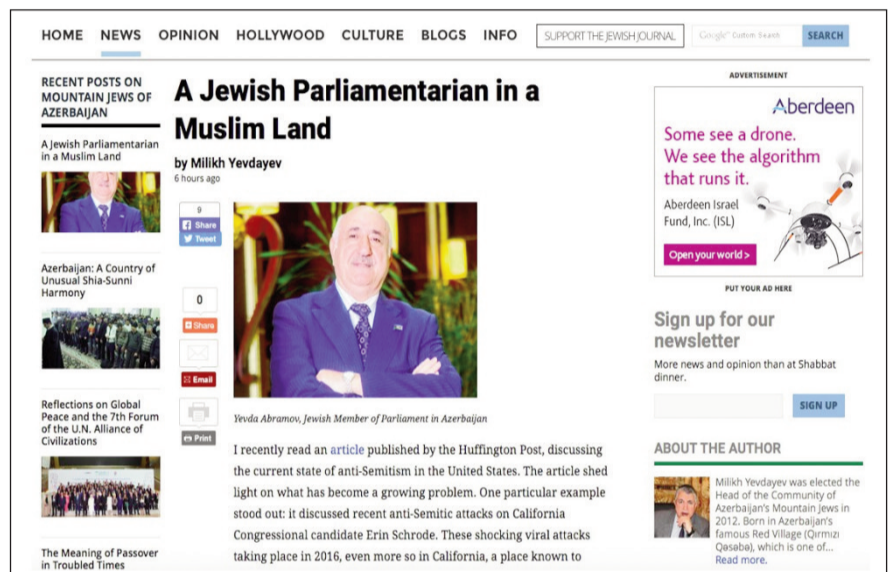 HOME NEWS OPINION HOLLYWOOD CULTURE BLOGS INFO SUPPORT THE JEWISH JOURNAL Google™ Custom Search SEARCH
RECENT POSTS ON
MOUNTAIN JEWS OF
AZERBAIJAN
A Jewish Parliamentarian
in a Muslim Land
Azerbaijan: A Country of
Unusual Shia-Sunni
Harmony
Reflections on Global
Peace and the 7th Forum
of the U.N. Alliance of
Civilizations
The Meaning of Passover
in Troubled Times
A Jewish Parliamentarian in a
Muslim Land
by Milikh Yevdayev
6 hours ago
9
Share
Tweet
0
Share
Email
Print
Yevda Abramov, Jewish Member of Parliament in Azerbaijan
I recently read an article published by the Huffington Post, discussing
the current state of anti-Semitism in the United States. The article shed
light on what has become a growing problem. One particular example
stood out: it discussed recent anti-Semitic attacks on California
Congressional candidate Erin Schrode. These shocking viral attacks
taking place in 2016, even more so in California, a place known to
ADVERTISEMENT
Aberdeen
Some see a drone.
We see the algorithm
that runs it.
Aberdeen Israel
Fund, Inc. (ISL)
Open your world >
PUT YOUR AD HERE
Sign up for our
newsletter
More news and opinion than at Shabbat
dinner.
SIGN UP
ABOUT THE AUTHOR
Milikh Yevdayev was elected the
Head of the Community of
Azerbaijan's Mountain Jews in
2012. Born in Azerbaijan's
famous Red Village (Qırmızı
Qəsəbə), which is one of...
Read more.